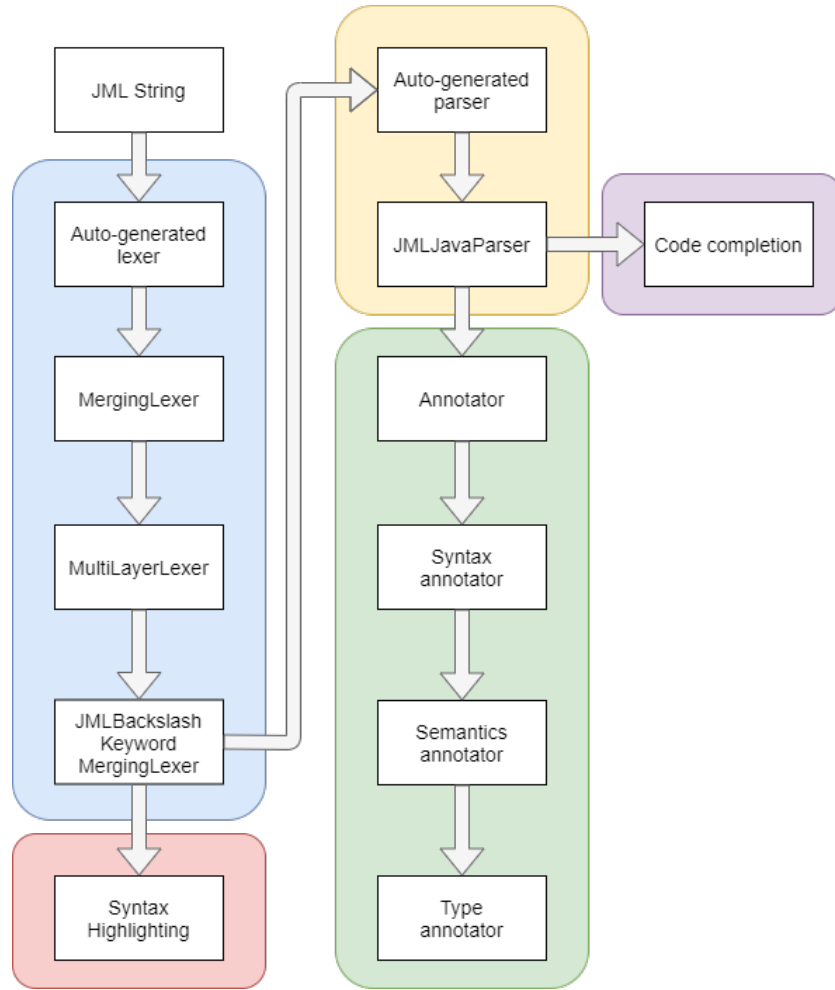 JML String
Auto-generated
lexer
MergingLexer
MultiLayerLexer
JMLBackslash
Keyword
MergingLexer
Syntax
Highlighting
Auto-generated
parser
JMLJavaParser
Code completion
Annotator
Syntax
annotator
Semantics
annotator
Type
annotator